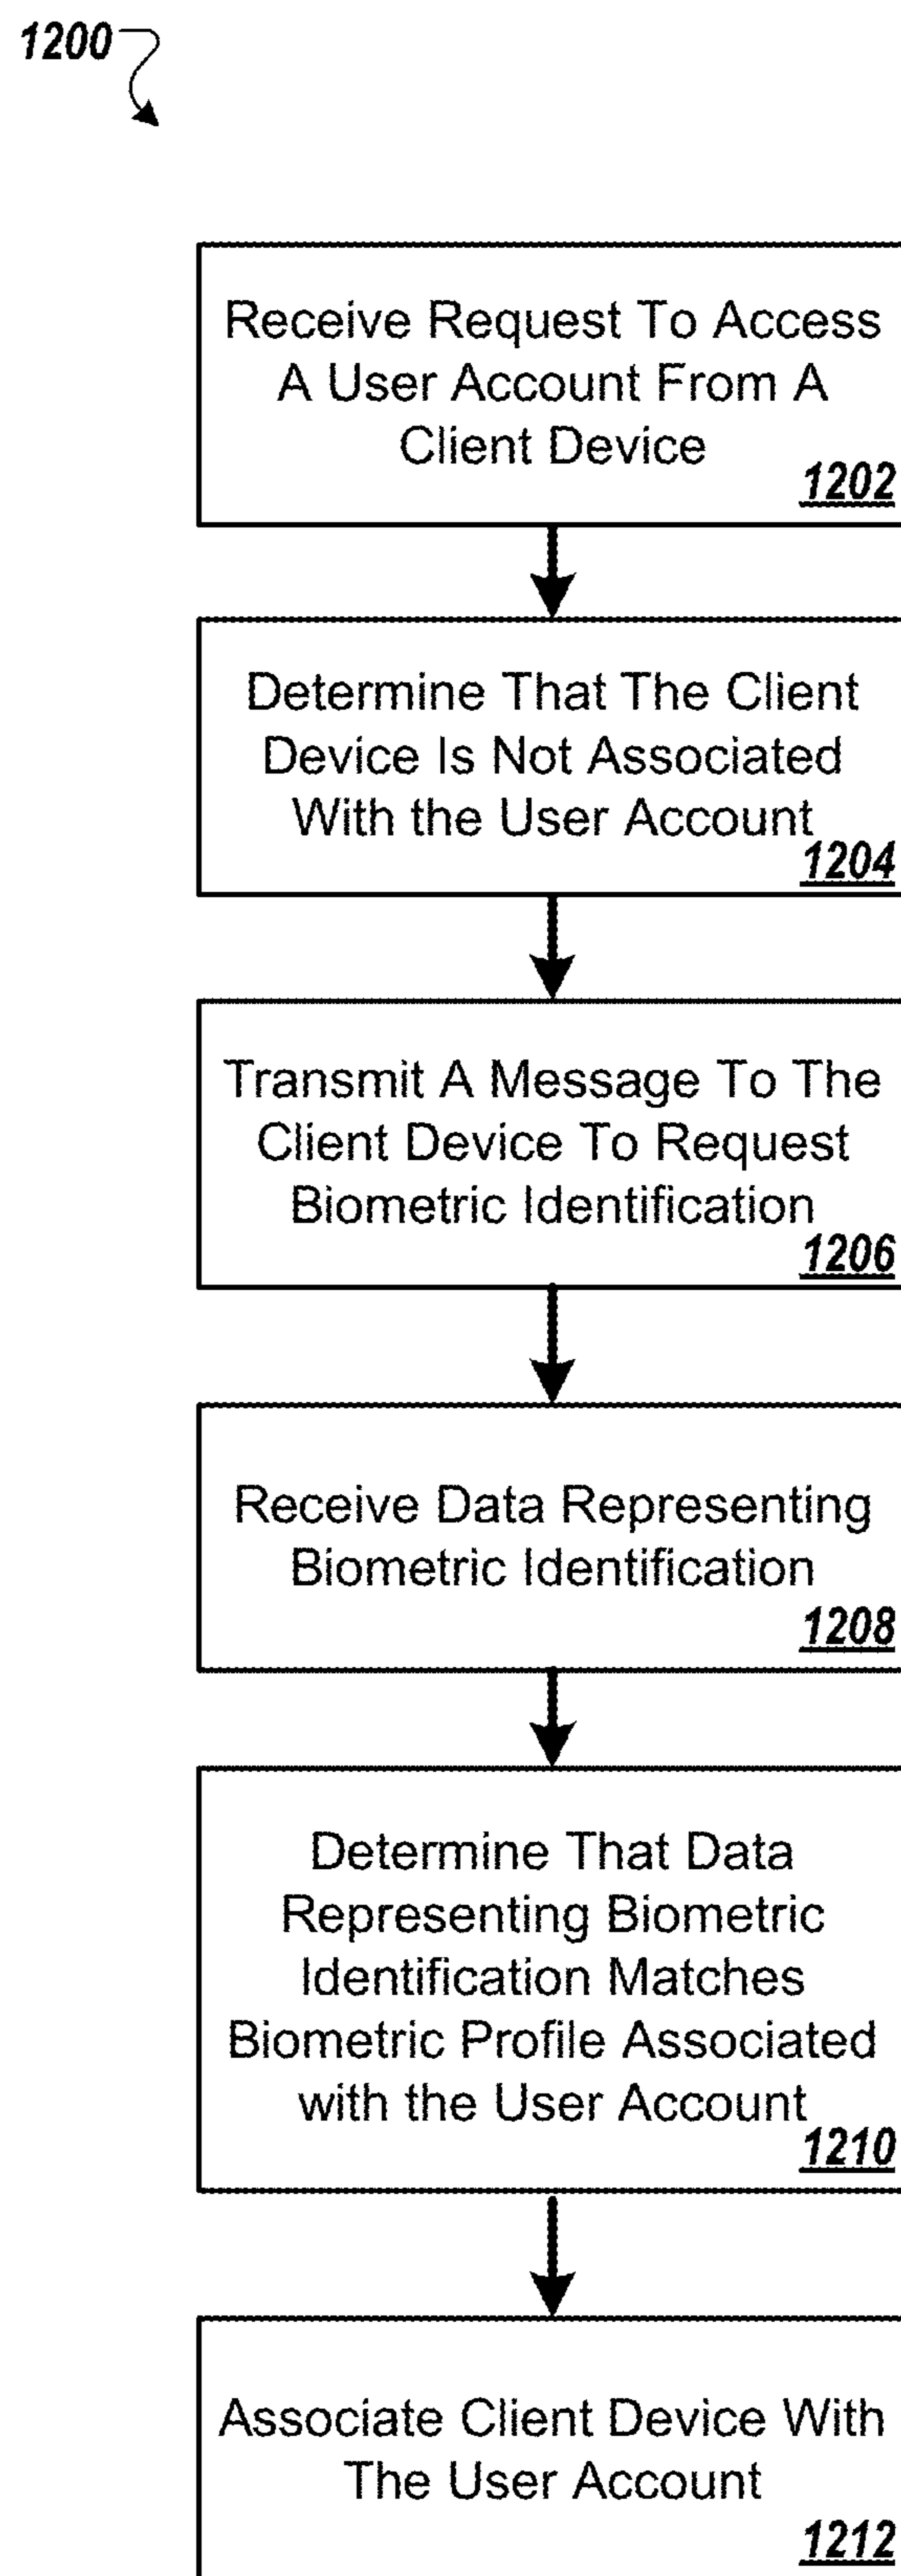 1200
Receive Request To Access
A User Account From A
Client Device
1202
Determine That The Client
Device Is Not Associated
With the User Account
1204
Transmit A Message To The
Client Device To Request
Biometric Identification
1206
Receive Data Representing
Biometric Identification
1208
Determine That Data
Representing Biometric
Identification Matches
Biometric Profile Associated
with the User Account
1210
Associate Client Device With
The User Account
1212